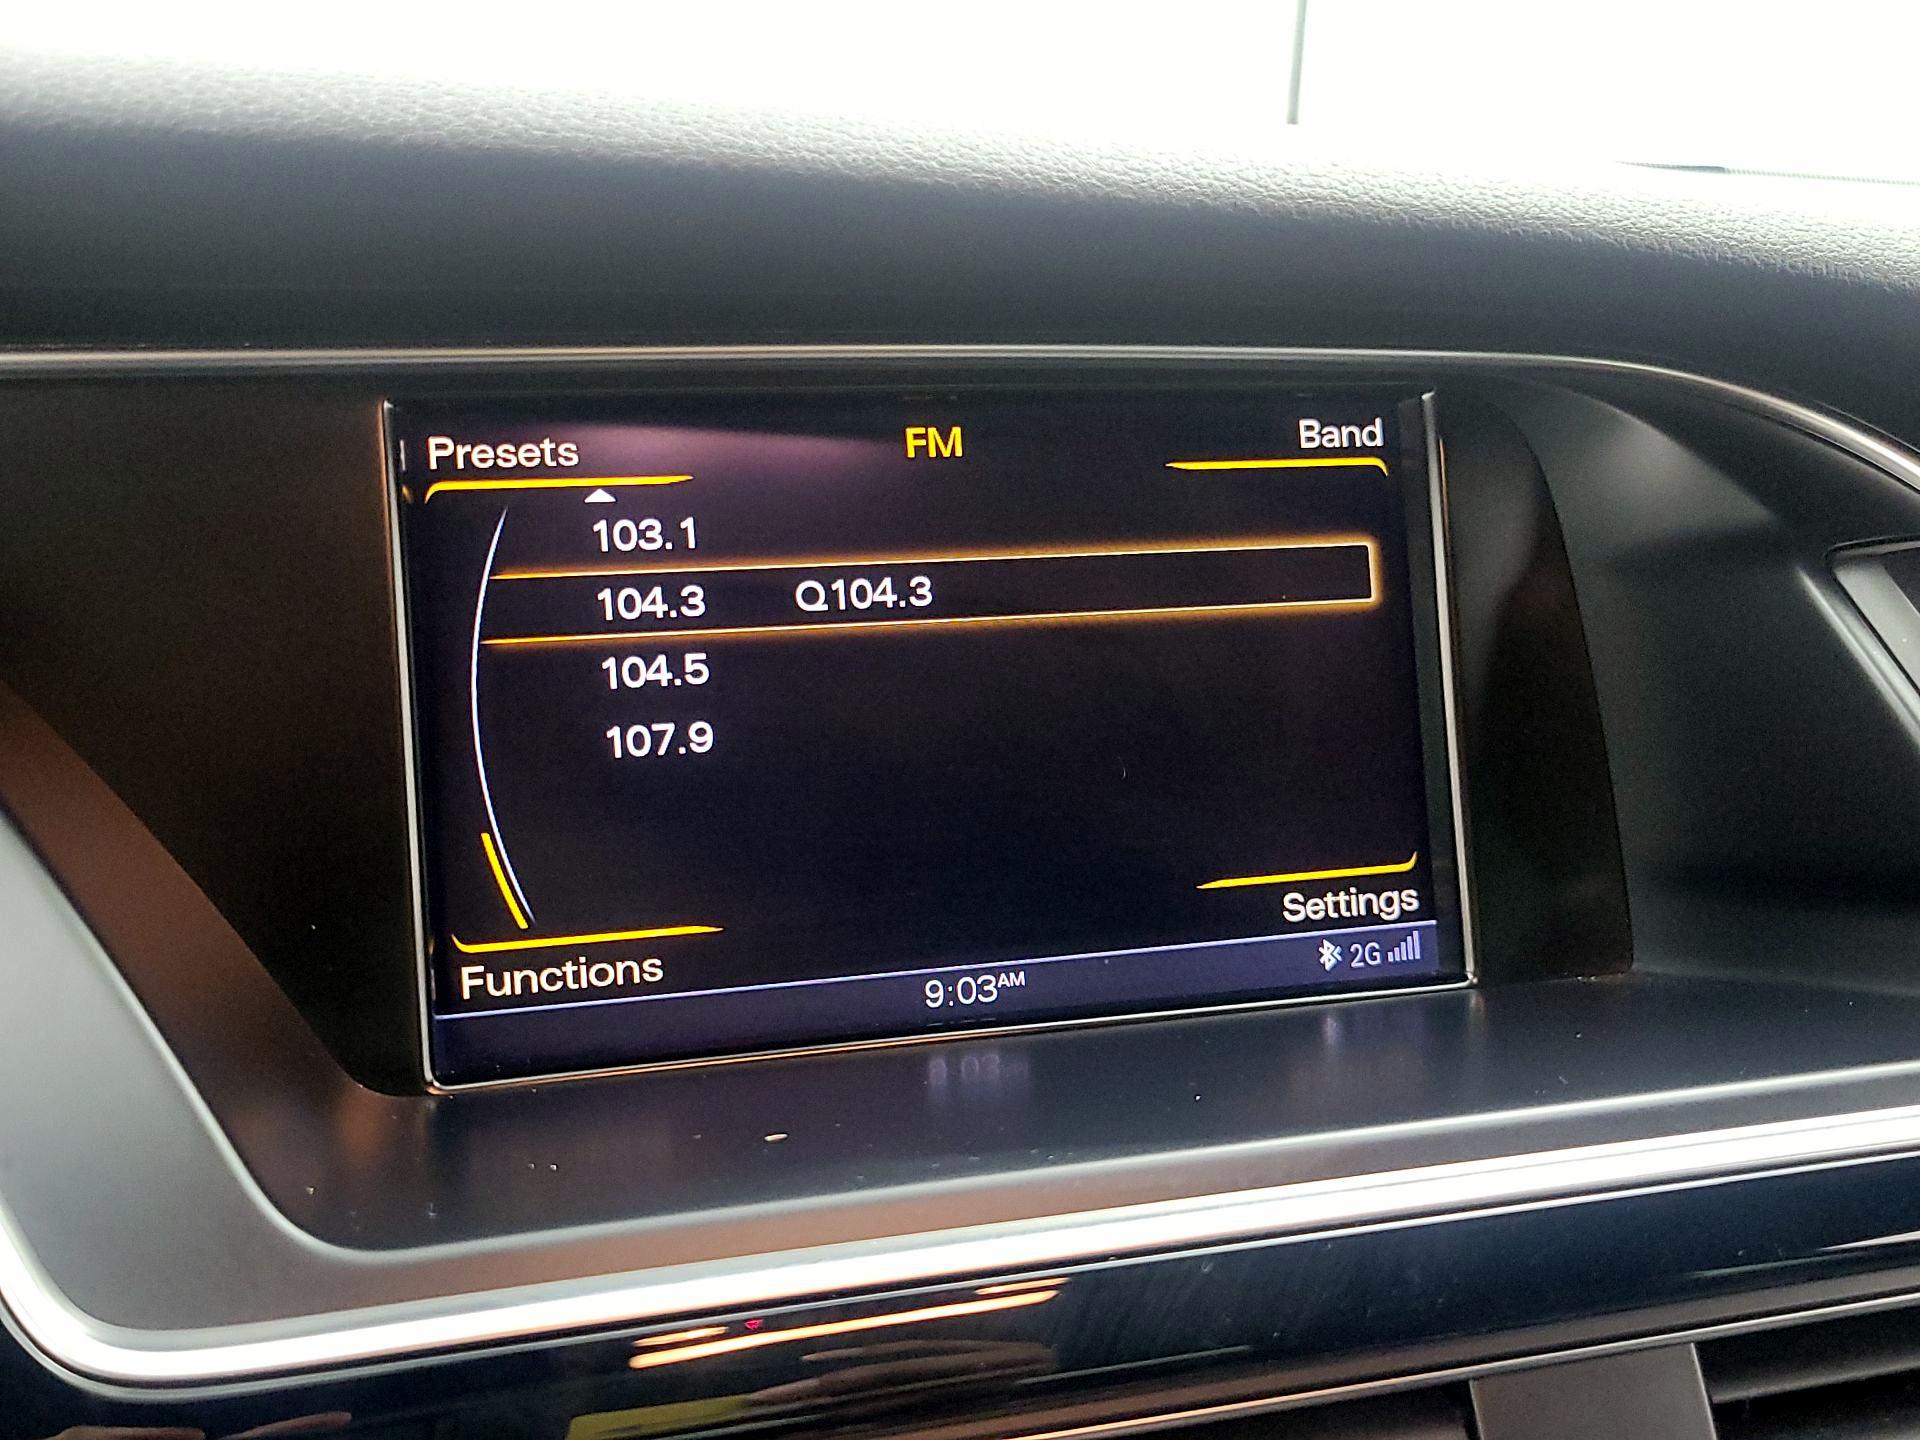 Presets
FM
Band
103.1
104.3 Q104.3
104.5
107.9
Settings
Functions
2G
9:03AM